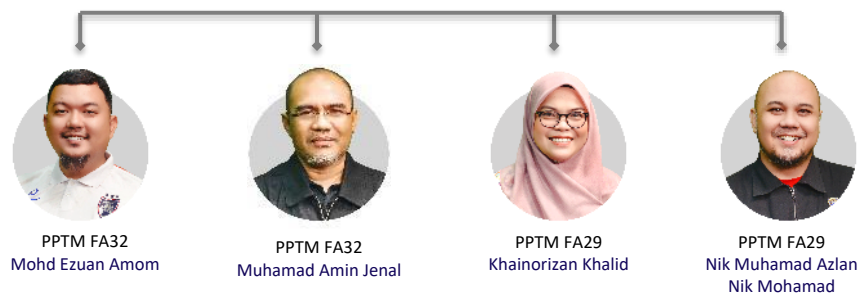 PPTM FA32
Mohd Ezuan Amom
PPTM FA32
Muhamad Amin Jenal
PPTM FA29
Khainorizan Khalid
PPTM FA29
Nik Muhamad Azlan
Nik Mohamad